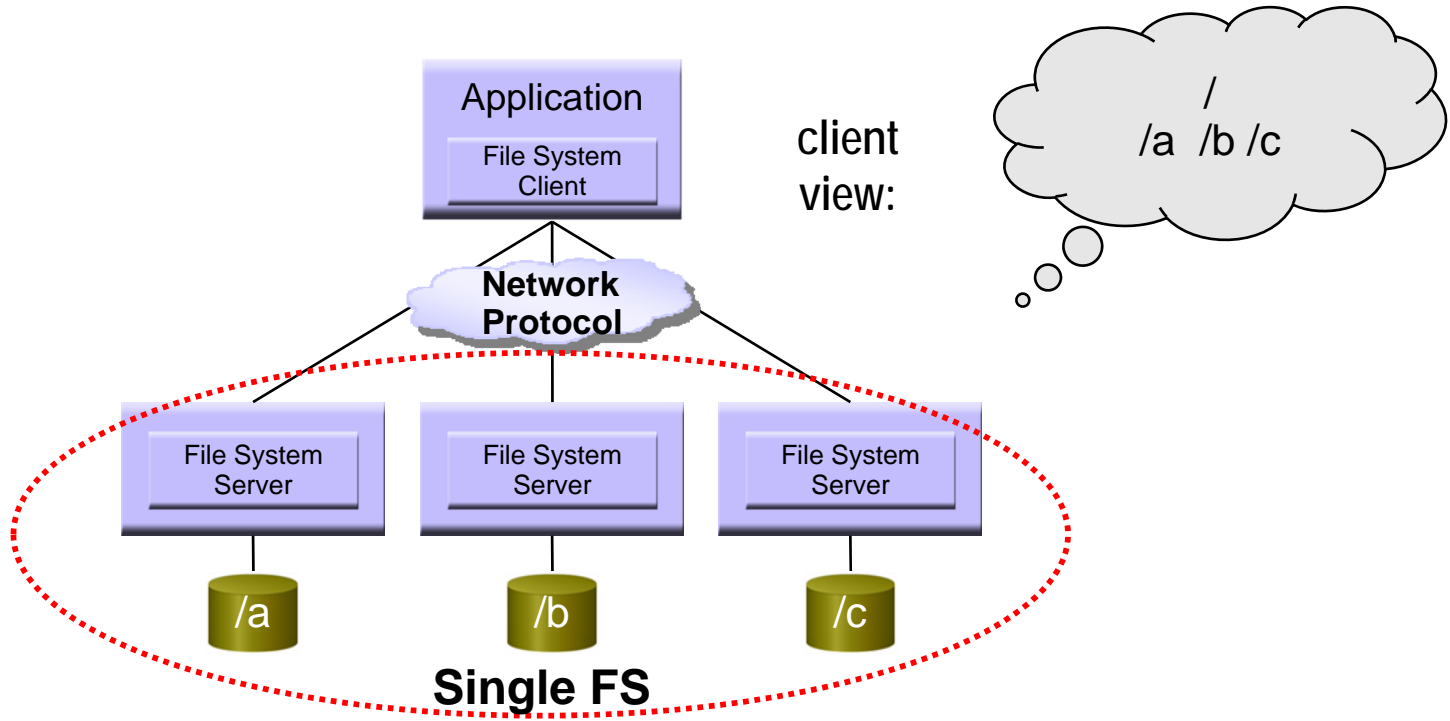 Application
File System
Client
client
view:
/
/a /b /c
Network
Protocol
File System
Server
File System
Server
File System
Server
/a
/b
/c
Single FS